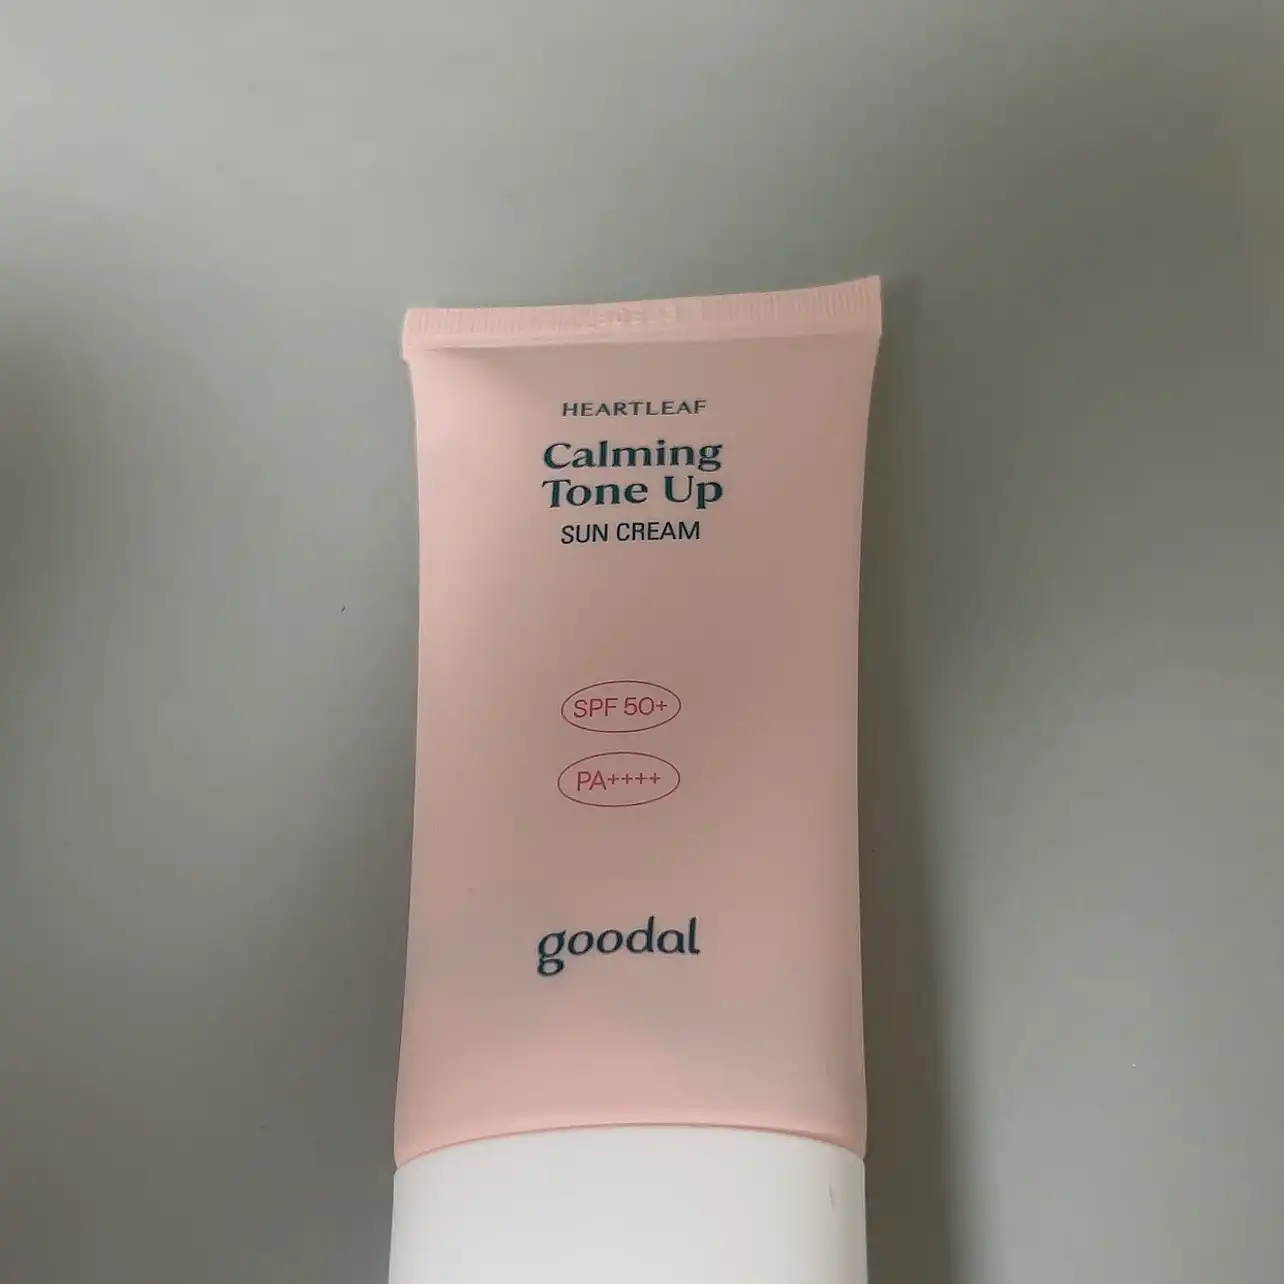 HEARTLEAF
Calming
Tone Up
SUN CREAM
SPF 50+
PA++++
goodal